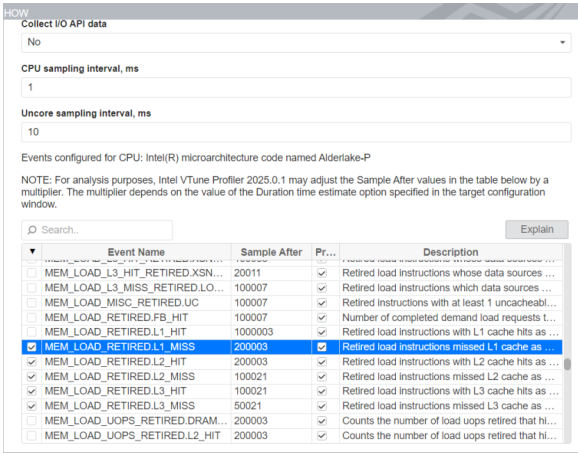 HOW
Collect I/O API data
No
CPU sampling interval, ms
1
Uncore sampling interval, ms
10
Events configured for CPU: Intel(R) microarchitecture code named Alderlake-P
NOTE: For analysis purposes, Intel VTune Profiler 2025.0.1 may adjust the Sample After values in the table below by a
multiplier. The multiplier depends on the value of the Duration time estimate option specified in the target configuration
window.
Search.. Explain
Event Name Sample After Pr... Description
MEM_LOAD_L3_HIT_RETIRED.XSN... 20011 Retired load instructions whose data sources ...
MEM_LOAD_L3_MISS_RETIRED.LO... 100007 Retired load instructions which data sources ...
MEM_LOAD_MISC_RETIRED.UC 100007 Retired instructions with at least 1 uncacheabl...
MEM_LOAD_RETIRED.FB_HIT 100007 Number of completed demand load requests t...
MEM_LOAD_RETIRED.L1_HIT 1000003 Retired load instructions with L1 cache hits as ...
MEM_LOAD_RETIRED.L1_MISS 200003 Retired load instructions missed L1 cache as ...
MEM_LOAD_RETIRED.L2_HIT 200003 Retired load instructions with L2 cache hits as ...
MEM_LOAD_RETIRED.L2_MISS 100021 Retired load instructions missed L2 cache as ...
MEM_LOAD_RETIRED.L3_HIT 100021 Retired load instructions with L3 cache hits as ...
MEM_LOAD_RETIRED.L3_MISS 50021 Retired load instructions missed L3 cache as ...
MEM_LOAD_UOPS_RETIRED.DRAM... 200003 Counts the number of load uops retired that hi...
MEM_LOAD_UOPS_RETIRED.L2_HIT 200003 Counts the number of load uops retired that hi...